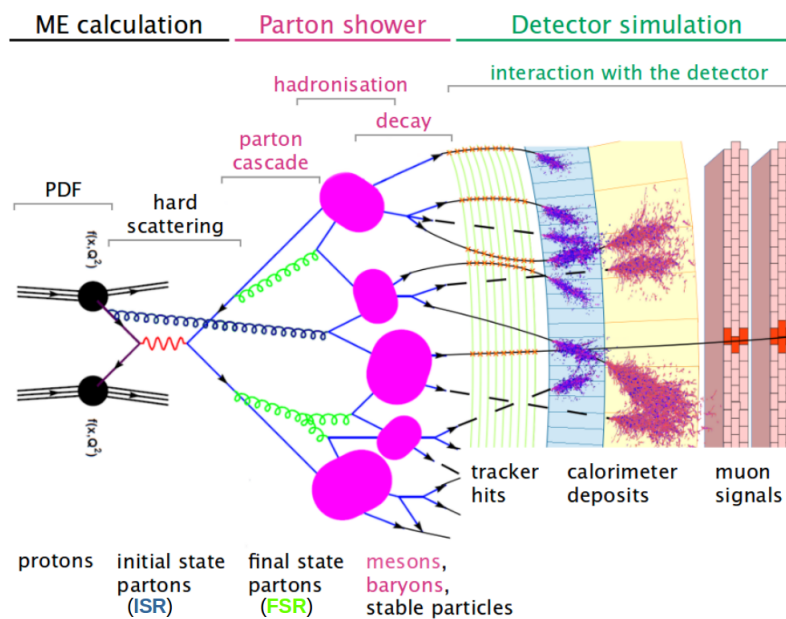 ME calculation
Parton shower
Detector simulation
hadronisation
interaction with the detector
decay
parton
cascade
PDF
hard
scattering
f(x,Q²)
f(x,Q²)
tracker
hits
calorimeter
deposits
muon
signals
protons
initial state
partons
(ISR)
final state
partons
(FSR)
mesons,
baryons,
stable particles